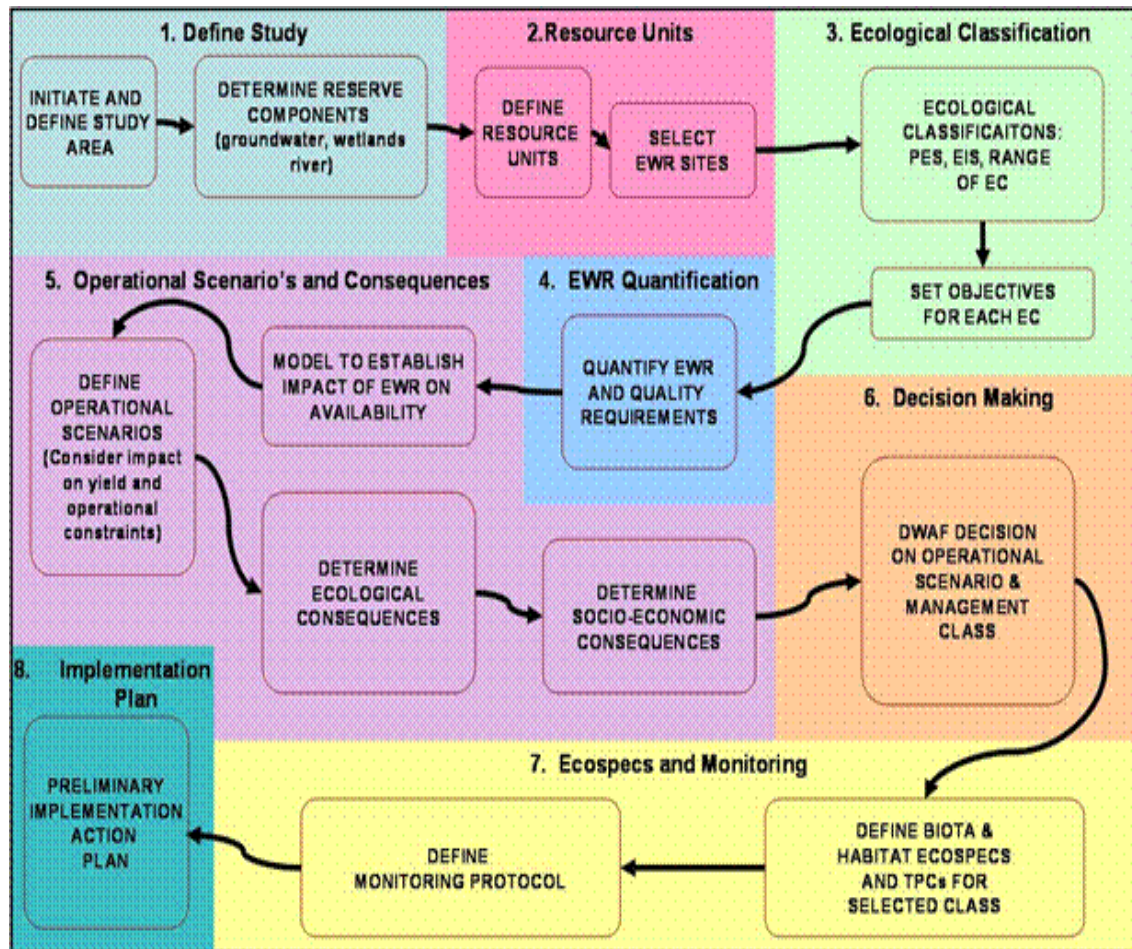 1. Define Study
INITIATE AND
DEFINE STUDY
AREA
DETERMINE RESERVE
COMPONENTS
(groundwater, wetlands
river)
2.Resource Units
DEFINE
RESOURCE
UNITS
SELECT
EWR SITES
3. Ecological Classification
ECOLOGICAL
CLASSIFICAITONS:
PES, EIS, RANGE
OF EC
SET OBJECTIVES
FOR EACH EC
4. EWR Quantification
QUANTIFY EWR
AND QUALITY
REQUIREMENTS
5. Operational Scenario's and Consequences
MODEL TO ESTABLISH
IMPACT OF EWR ON
AVAILABILITY
DEFINE
OPERATIONAL
SCENARIOS
(Consider impact
on yield and
operational
constraints)
DETERMINE
ECOLOGICAL
CONSEQUENCES
DETERMINE
SOCIO-ECONOMIC
CONSEQUENCES
6. Decision Making
DWAF DECISION
ON OPERATIONAL
SCENARIO &
MANAGEMENT
CLASS
7. Ecospecs and Monitoring
DEFINE BIOTA &
HABITAT ECOSPECS
AND TPCs FOR
SELECTED CLASS
DEFINE
MONITORING PROTOCOL
8. Implementation
Plan
PRELIMINARY
IMPLEMENTATION
ACTION
PLAN